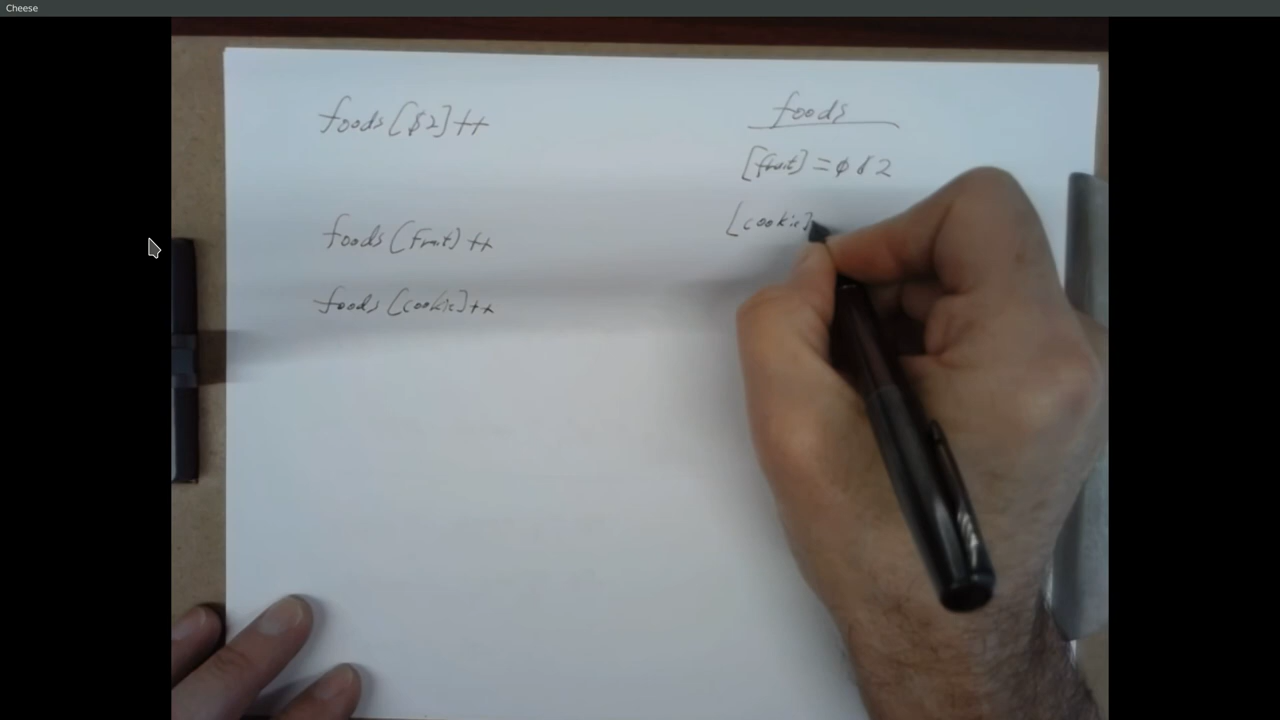 Cheese
foods[$2]++
foods[fruit]++
foods[cookie]++
foods
[fruit] = 0 1 2
[cookie]